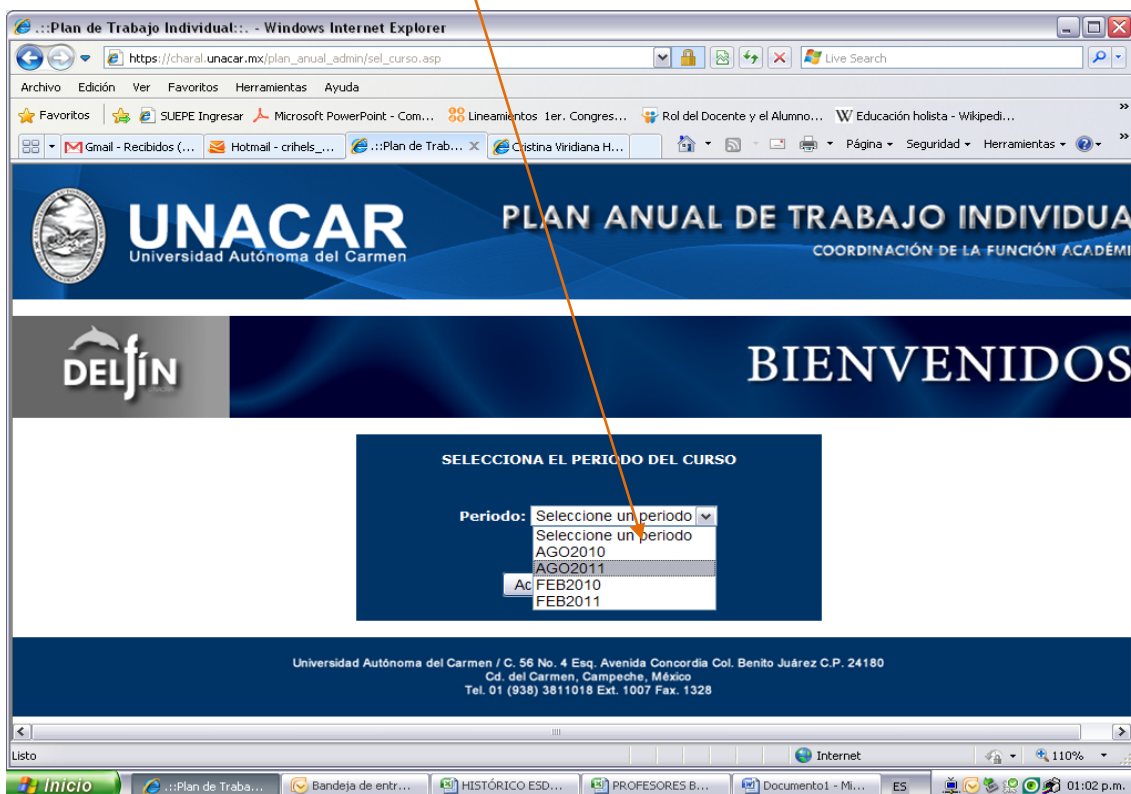 .::Plan de Trabajo Individual::. - Windows Internet Explorer
https://charal.unacar.mx/plan_anual_admin/sel_curso.asp
Live Search
Archivo Edición Ver Favoritos Herramientas Ayuda
Favoritos SUEPE Ingresar Microsoft PowerPoint - Com... Lineamientos 1er. Congres... Rol del Docente y el Alumno... Educación holista - Wikipedi... »
Gmail - Recibidos (... Hotmail - crihels_... .::Plan de Trab... X Cristina Viridiana H... Página Seguridad Herramientas »
UNACAR
Universidad Autónoma del Carmen
PLAN ANUAL DE TRABAJO INDIVIDUA
COORDINACIÓN DE LA FUNCIÓN ACADÉMI
DELfÍN
BIENVENIDOS
SELECCIONA EL PERIODO DEL CURSO
Periodo: Seleccione un periodo
Seleccione un periodo
AGO2010
AGO2011
Ac FEB2010
FEB2011
Universidad Autónoma del Carmen / C. 56 No. 4 Esq. Avenida Concordia Col. Benito Juárez C.P. 24180
Cd. del Carmen, Campeche, México
Tel. 01 (938) 3811018 Ext. 1007 Fax. 1328
Listo Internet 110%
Inicio .::Plan de Traba... Bandeja de entr... HISTÓRICO ESD... PROFESORES B... Documento1 - Mi... ES 01:02 p.m.